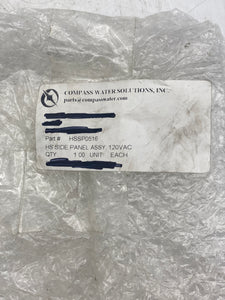 COMPASS WATER SOLUTIONS, INC.
parts@compasswater.com
Part # HSSP0516
HS SIDE PANEL ASSY, 120VAC
QTY: 1.00 UNIT: EACH